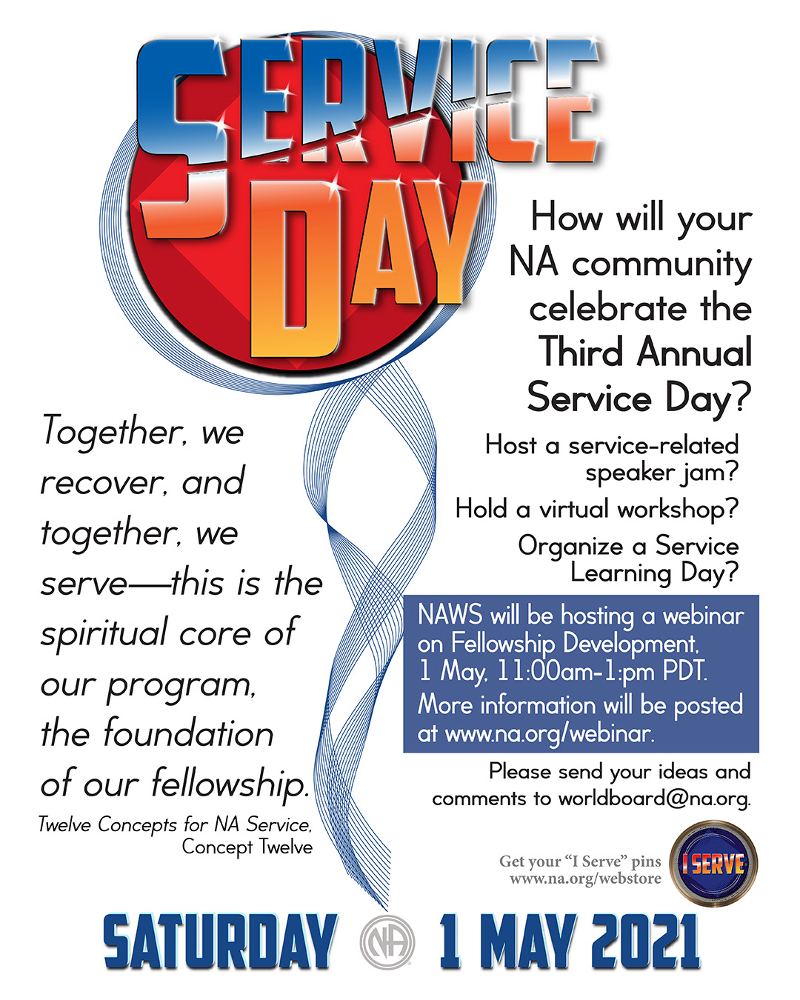 SERVICE
DAY
How will your
NA community
celebrate the
Third Annual
Service Day?
Host a service-related
speaker jam?
Hold a virtual workshop?
Organize a Service
Learning Day?
Together, we
recover, and
together, we
serve—this is the
spiritual core of
our program,
the foundation
of our fellowship.
Twelve Concepts for NA Service,
Concept Twelve
NAWS will be hosting a webinar
on Fellowship Development,
1 May, 11:00am-1:pm PDT.
More information will be posted
at www.na.org/webinar.
Please send your ideas and
comments to worldboard@na.org.
Get your “I Serve” pins
www.na.org/webstore
I SERVE
SATURDAY NA 1 MAY 2021